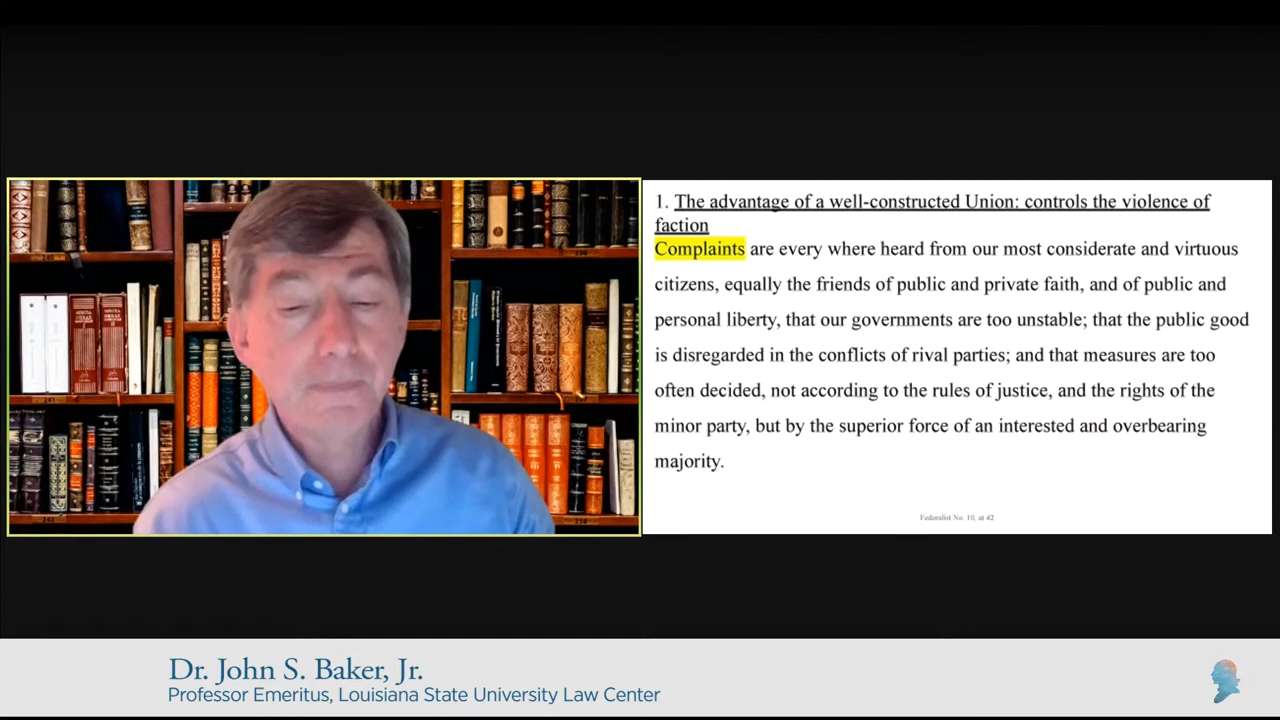 1. The advantage of a well-constructed Union: controls the violence of
faction
Complaints are every where heard from our most considerate and virtuous
citizens, equally the friends of public and private faith, and of public and
personal liberty, that our governments are too unstable; that the public good
is disregarded in the conflicts of rival parties; and that measures are too
often decided, not according to the rules of justice, and the rights of the
minor party, but by the superior force of an interested and overbearing
majority.
Federalist No. 10, at 42
Dr. John S. Baker, Jr.
Professor Emeritus, Louisiana State University Law Center